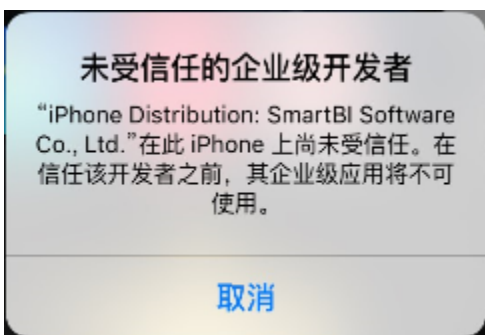 未受信任的企业级开发者
“iPhone Distribution: SmartBI Software
Co., Ltd.”在此 iPhone 上尚未受信任。在
信任该开发者之前，其企业级应用将不可
使用。
取消